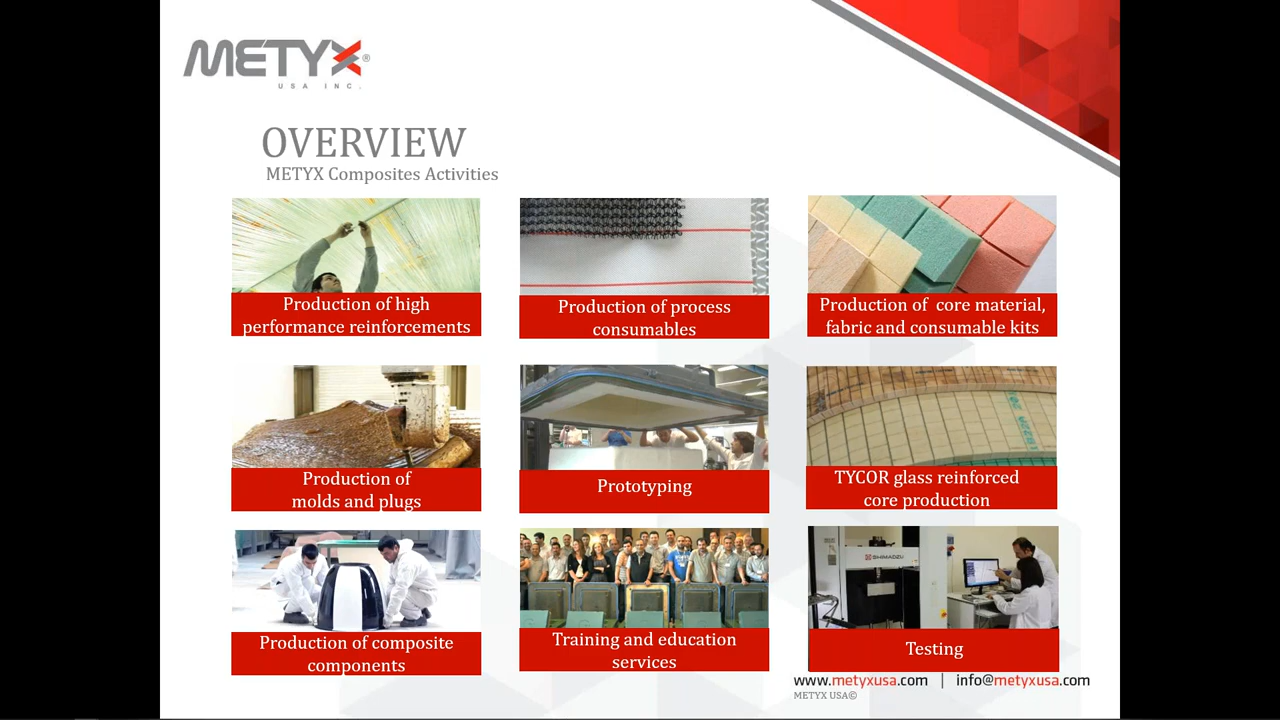 METYX®
USA INC.
OVERVIEW
METYX Composites Activities
Production of high
performance reinforcements
Production of process
consumables
Production of core material,
fabric and consumable kits
Production of
molds and plugs
Prototyping
TYCOR glass reinforced
core production
SHIMADZU
Production of composite
components
Training and education
services
Testing
www.metyxusa.com | info@metyxusa.com
METYX USA©